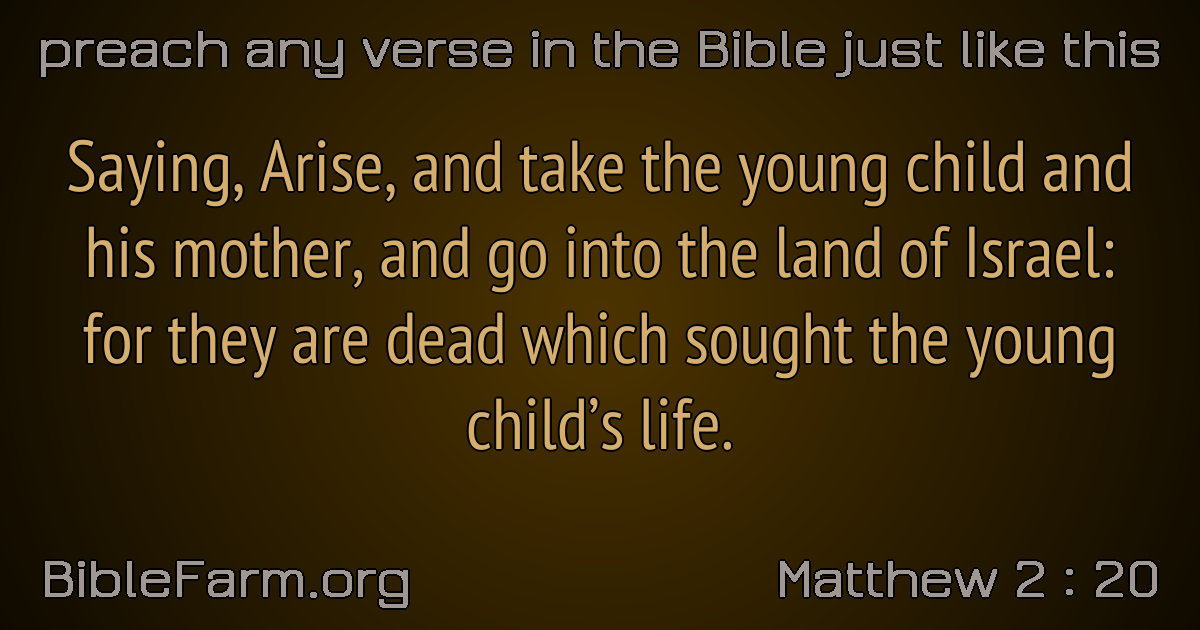 preach any verse in the Bible just like this
Saying, Arise, and take the young child and
his mother, and go into the land of Israel:
for they are dead which sought the young
child’s life.
BibleFarm.org
Matthew 2 : 20